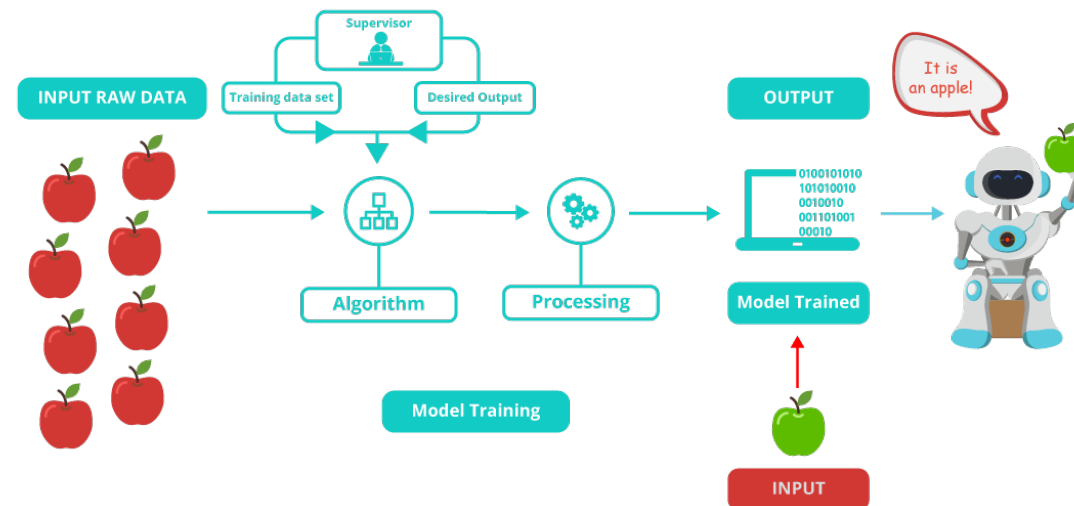 Supervisor
INPUT RAW DATA
Training data set
Desired Output
OUTPUT
It is
an apple!
0100101010
101010010
0010010
001101001
00010
Algorithm
Processing
Model Trained
Model Training
INPUT